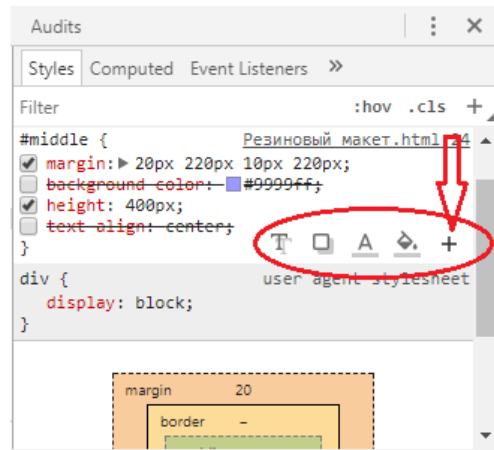 Audits
Styles Computed Event Listeners »
Filter :hov .cls +
#middle { Резиновый макет.html:24
margin:▶ 20px 220px 10px 220px;
background color: #9999ff;
height: 400px;
text align: center;
}
T A +
div { user agent stylesheet
display: block;
}
margin 20
border –